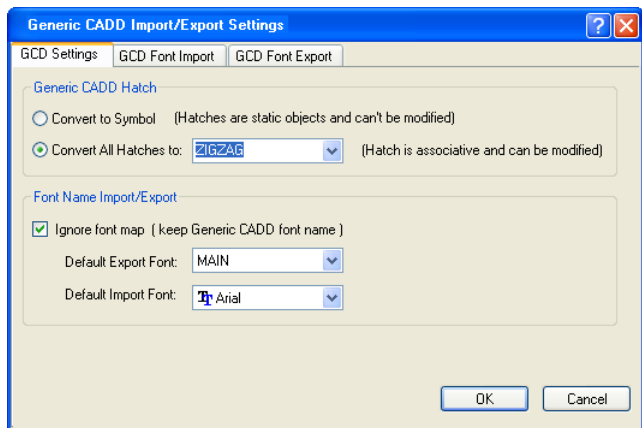 Generic CADD Import/Export Settings
GCD Settings GCD Font Import GCD Font Export
Generic CADD Hatch
Convert to Symbol (Hatches are static objects and can't be modified)
Convert All Hatches to: ZIGZAG (Hatch is associative and can be modified)
Font Name Import/Export
Ignore font map ( keep Generic CADD font name )
Default Export Font: MAIN
Default Import Font: Arial
OK Cancel